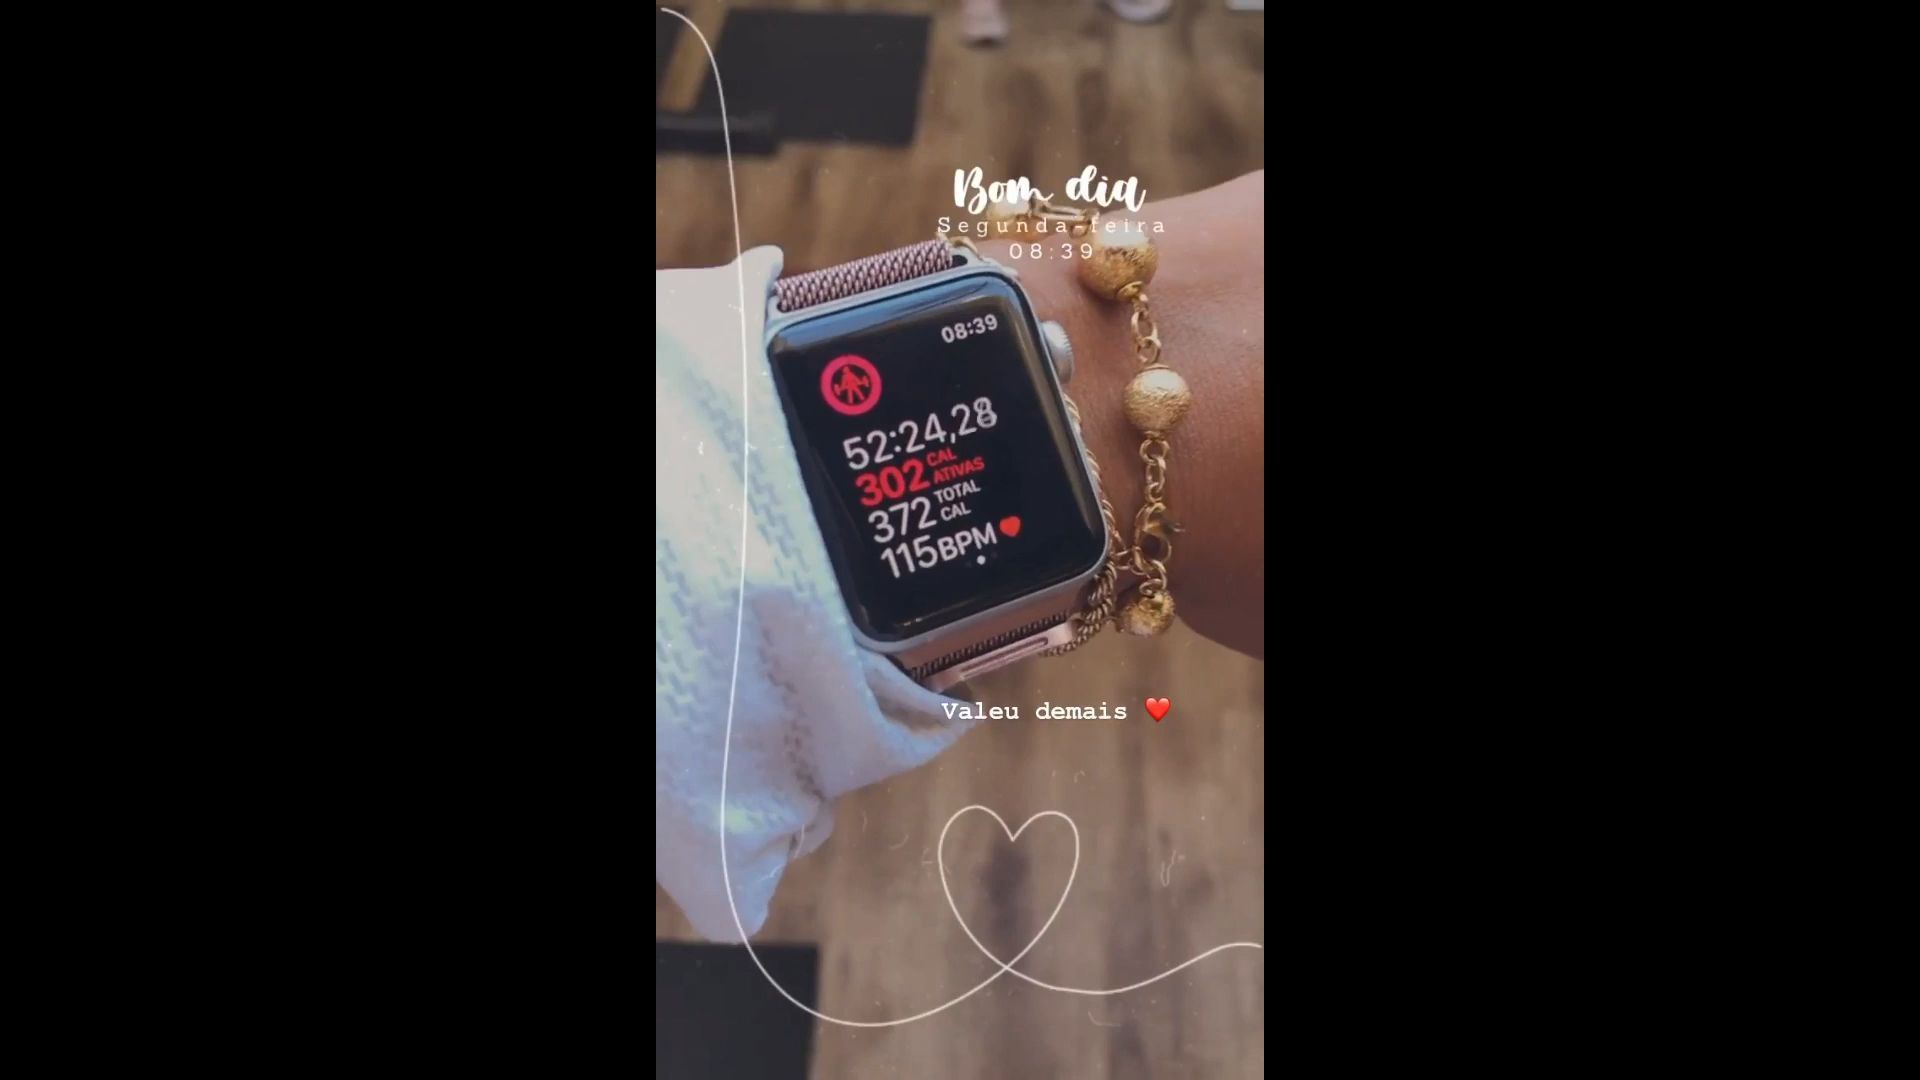 Bom dia
Segunda-feira
08:39
08:39
52:24,28
302 CAL ATIVAS
372 TOTAL CAL
115BPM
Valeu demais ❤️